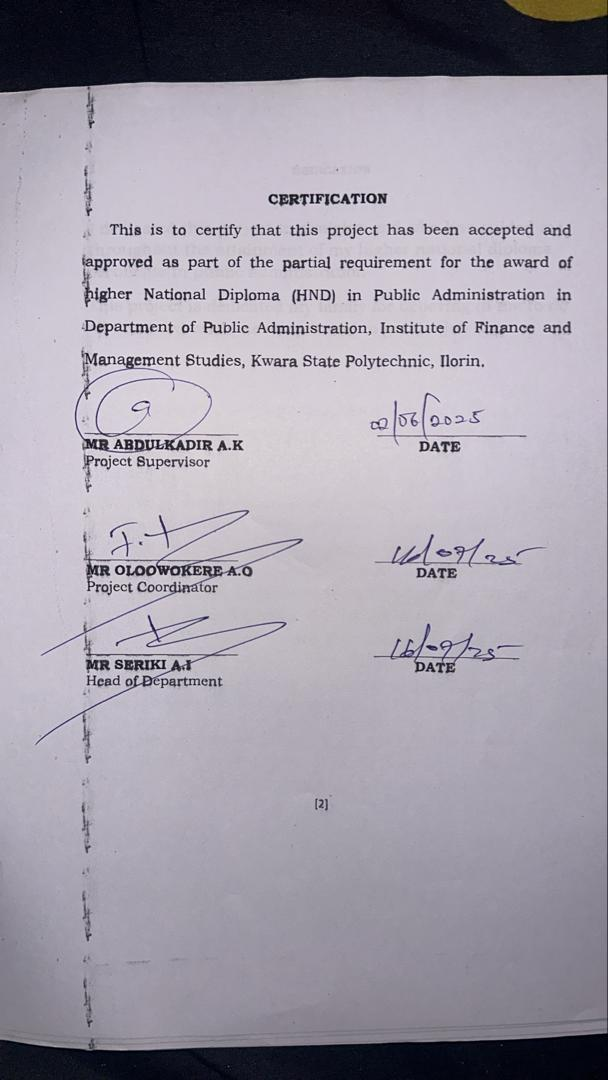 CERTIFICATION
This is to certify that this project has been accepted and
approved as part of the partial requirement for the award of
higher National Diploma (HND) in Public Administration in
Department of Public Administration, Institute of Finance and
Management Studies, Kwara State Polytechnic, Ilorin.
02/06/2025
MR ABDULKADIR A.K DATE
Project Supervisor
MR OLOOWOKERE A.O DATE
Project Coordinator
16/09/25
MR SERIKI A.I DATE
Head of Department
[2]